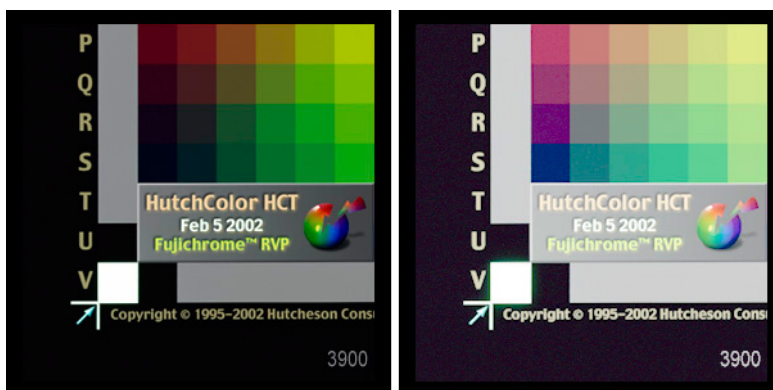 P
Q
R
S
T
U
V
HutchColor HCT
Feb 5 2002
Fujichrome™ RVP
Copyright © 1995-2002 Hutcheson Cons
3900
P
Q
R
S
T
U
V
HutchColor HCT
Feb 5 2002
Fujichrome™ RVP
Copyright © 1995-2002 Hutcheson Cons
3900